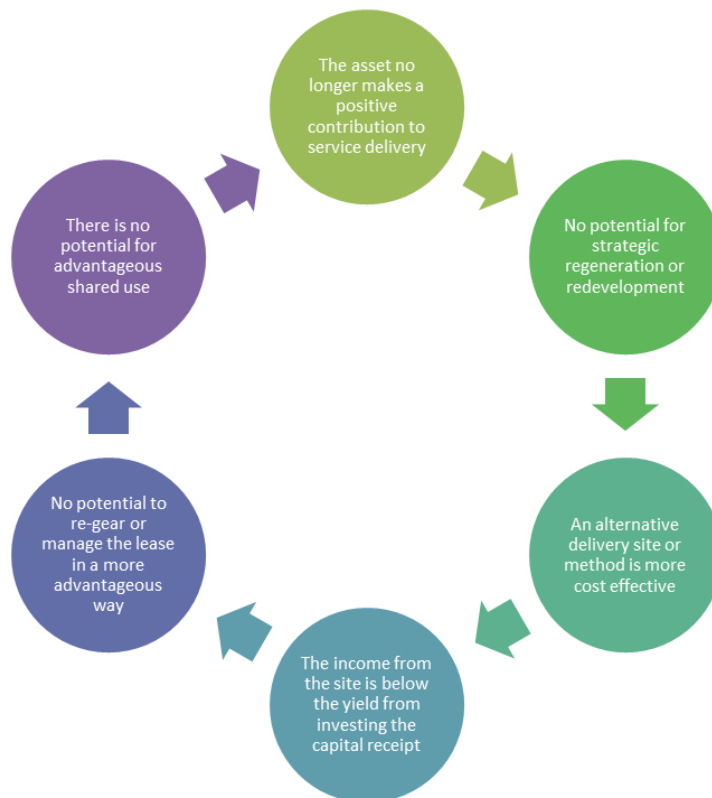 The asset no
longer makes a
positive
contribution to
service delivery
No potential for
strategic
regeneration or
redevelopment
An alternative
delivery site or
method is more
cost effective
The income from
the site is below
the yield from
investing the
capital receipt
No potential to
re-gear or
manage the lease
in a more
advantageous
way
There is no
potential for
advantageous
shared use